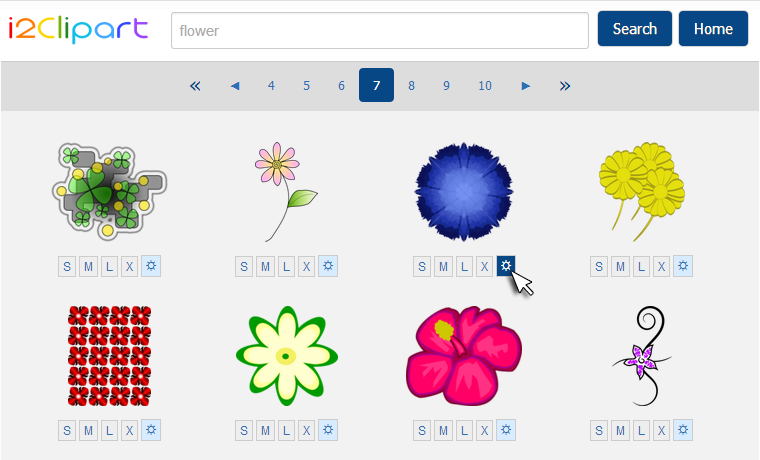 i2Clipart flower Search Home
« ◄ 4 5 6 7 8 9 10 ► »
S M L X S M L X S M L X S M L X
S M L X S M L X S M L X S M L X